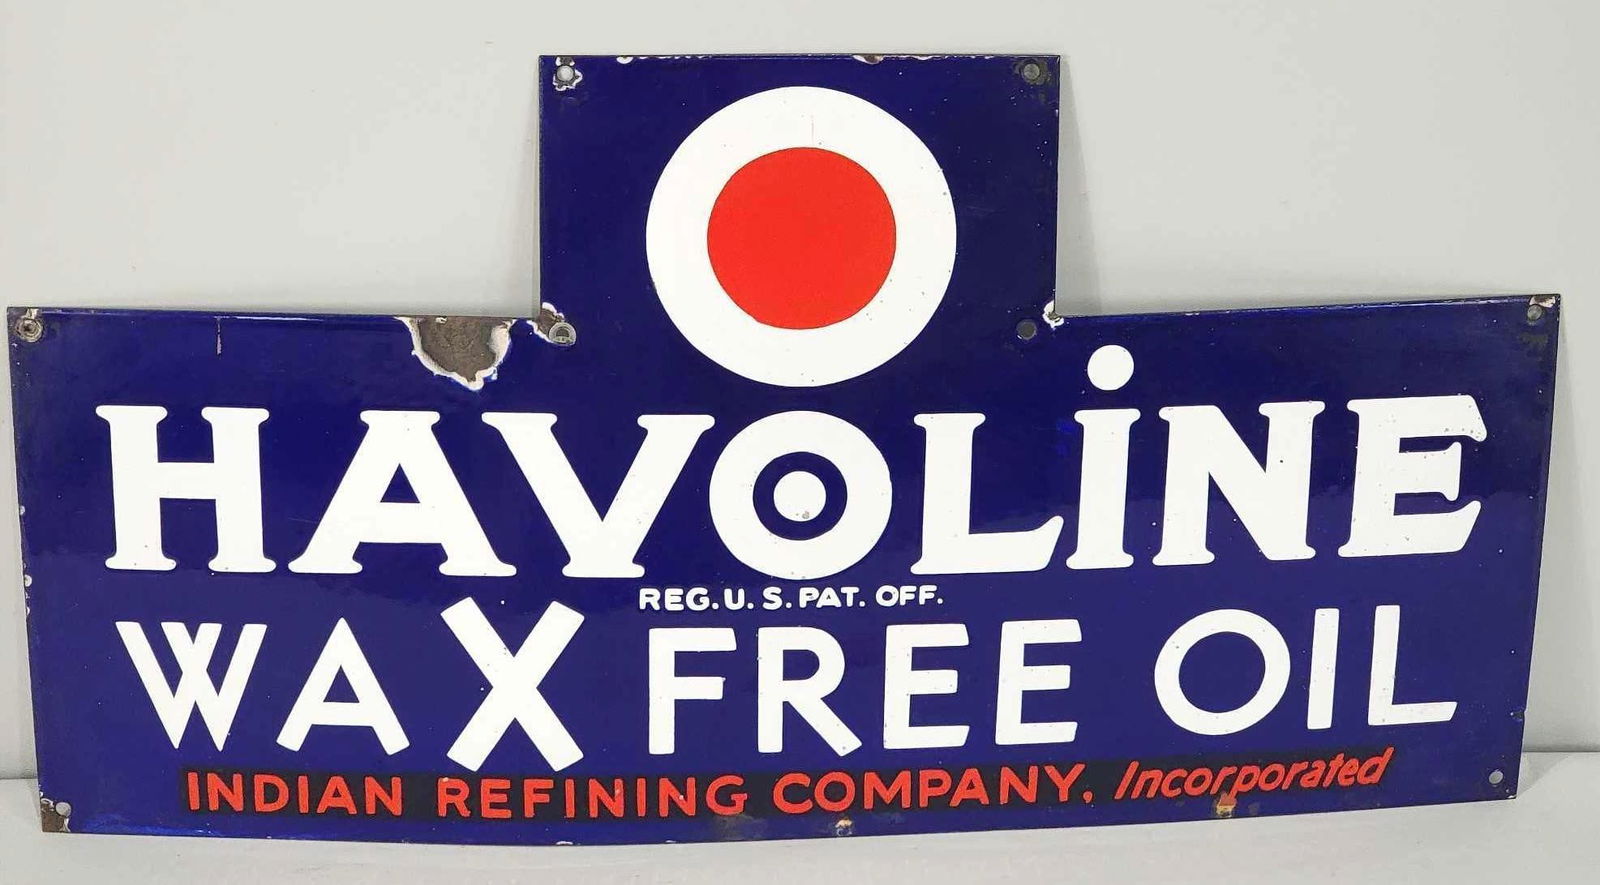 HAVOLiNE
REG. U. S. PAT. OFF.
WAX FREE OIL
INDIAN REFINING COMPANY, Incorporated